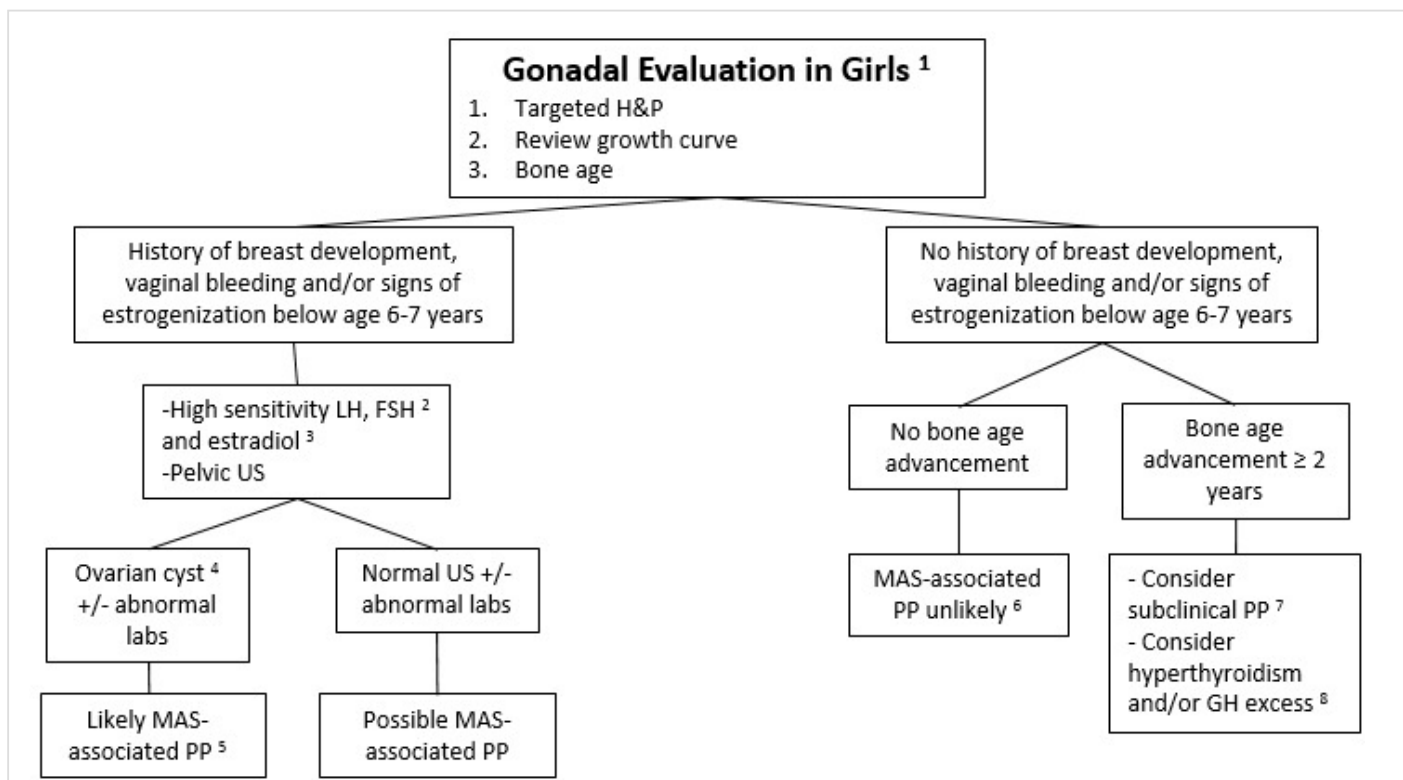 Gonadal Evaluation in Girls ¹
1. Targeted H&P
2. Review growth curve
3. Bone age
History of breast development,
vaginal bleeding and/or signs of
estrogenization below age 6-7 years
No history of breast development,
vaginal bleeding and/or signs of
estrogenization below age 6-7 years
-High sensitivity LH, FSH ²
and estradiol ³
-Pelvic US
No bone age
advancement
Bone age
advancement ≥ 2
years
Ovarian cyst ⁴
+/- abnormal
labs
Normal US +/-
abnormal labs
MAS-associated
PP unlikely ⁶
- Consider
subclinical PP ⁷
- Consider
hyperthyroidism
and/or GH excess ⁸
Likely MAS-
associated PP ⁵
Possible MAS-
associated PP